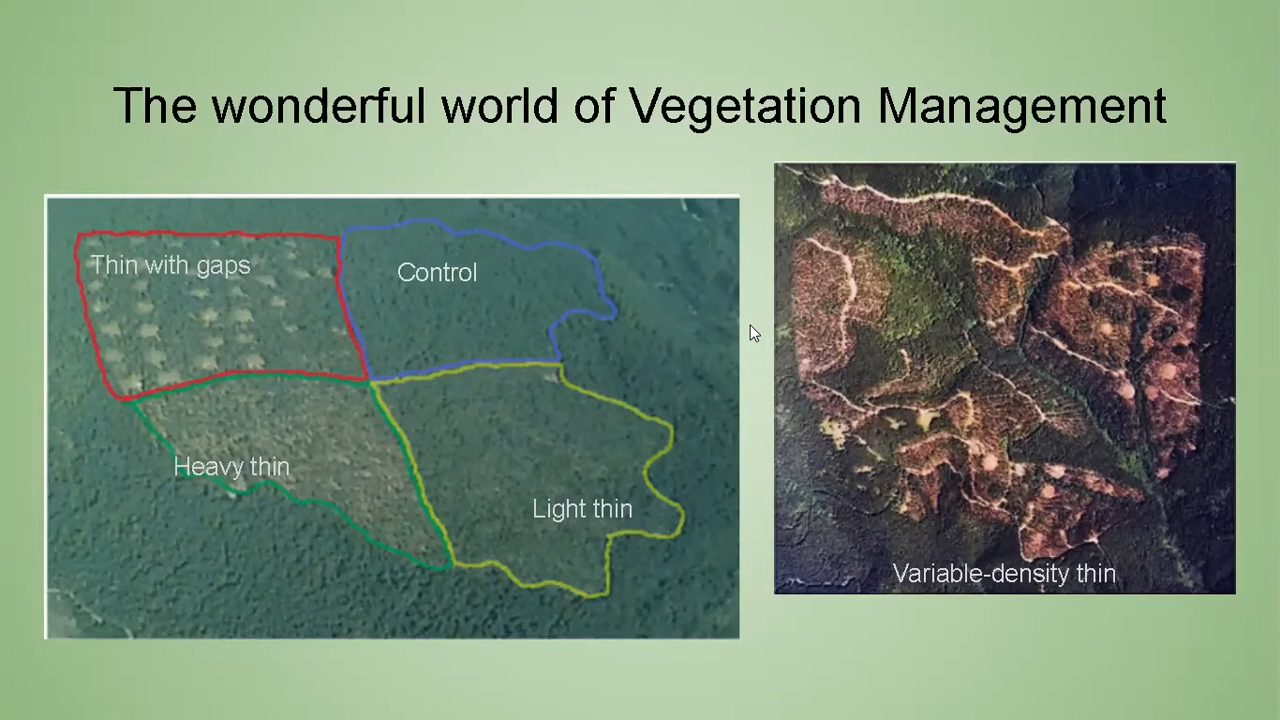 The wonderful world of Vegetation Management
Thin with gaps
Control
Heavy thin
Light thin
Variable-density thin